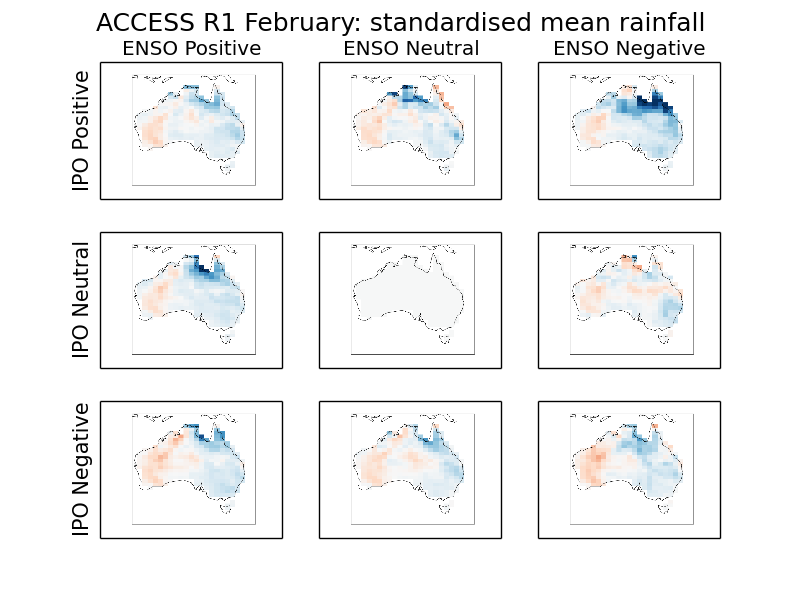 ACCESS R1 February: standardised mean rainfall
ENSO Positive
ENSO Neutral
ENSO Negative
IPO Positive
IPO Neutral
IPO Negative